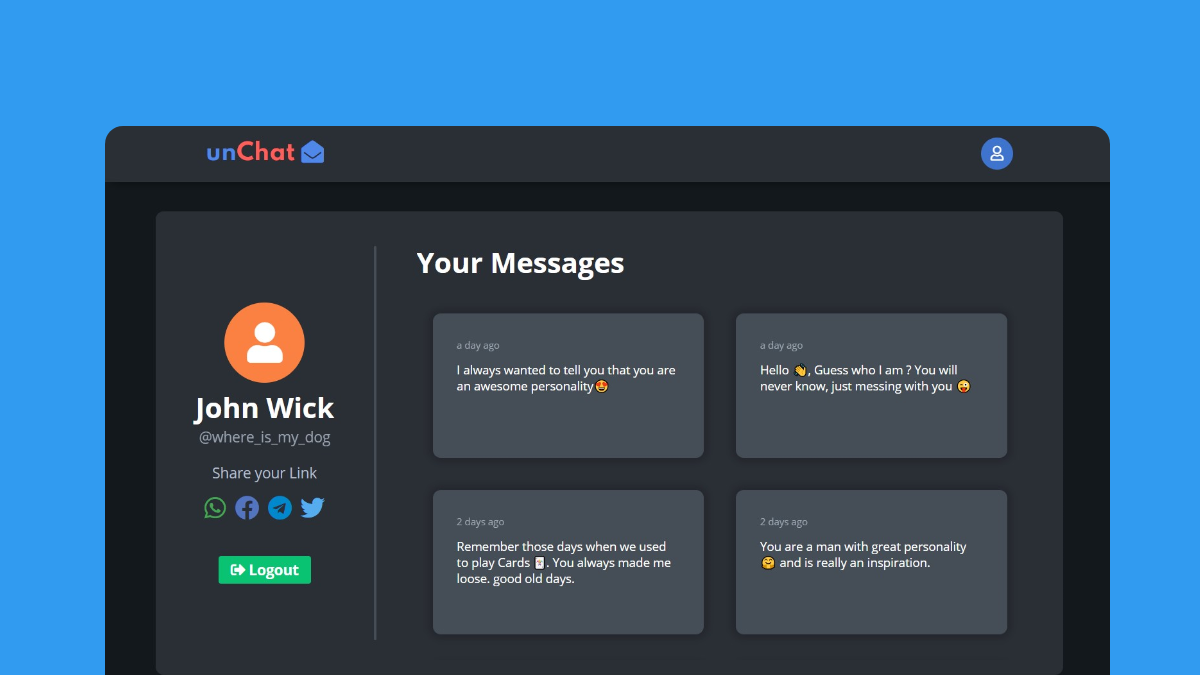 unChat
John Wick
@where_is_my_dog
Share your Link
Logout
Your Messages
a day ago
I always wanted to tell you that you are
an awesome personality😍
a day ago
Hello 👋, Guess who I am ? You will
never know, just messing with you 😜
2 days ago
Remember those days when we used
to play Cards 🃏. You always made me
loose. good old days.
2 days ago
You are a man with great personality
🤗 and is really an inspiration.